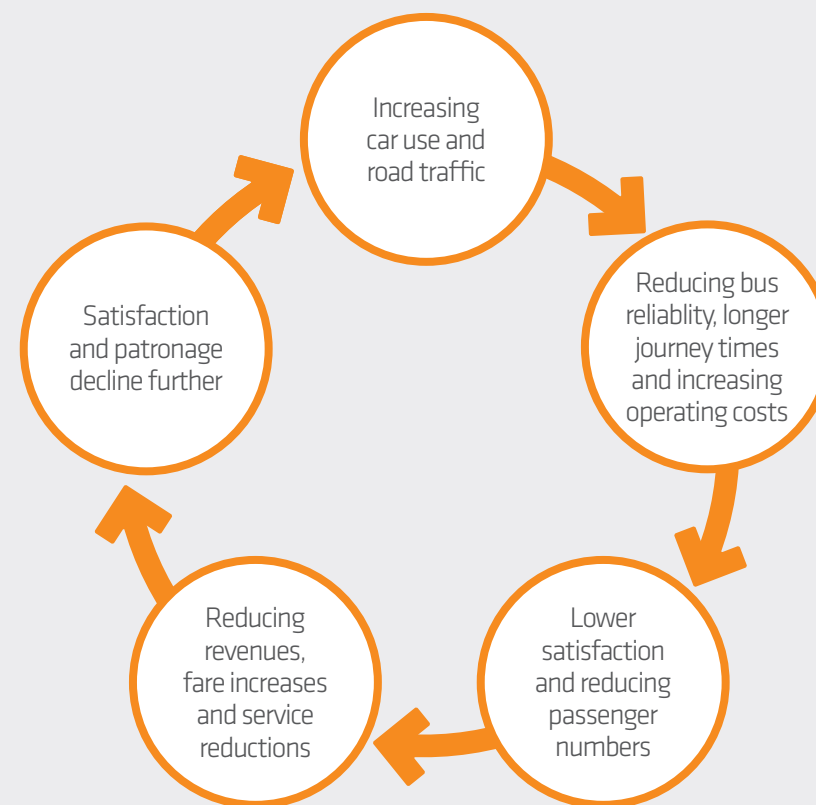 Increasing
car use and
road traffic
Reducing bus
reliablity, longer
journey times
and increasing
operating costs
Lower
satisfaction
and reducing
passenger
numbers
Reducing
revenues,
fare increases
and service
reductions
Satisfaction
and patronage
decline further